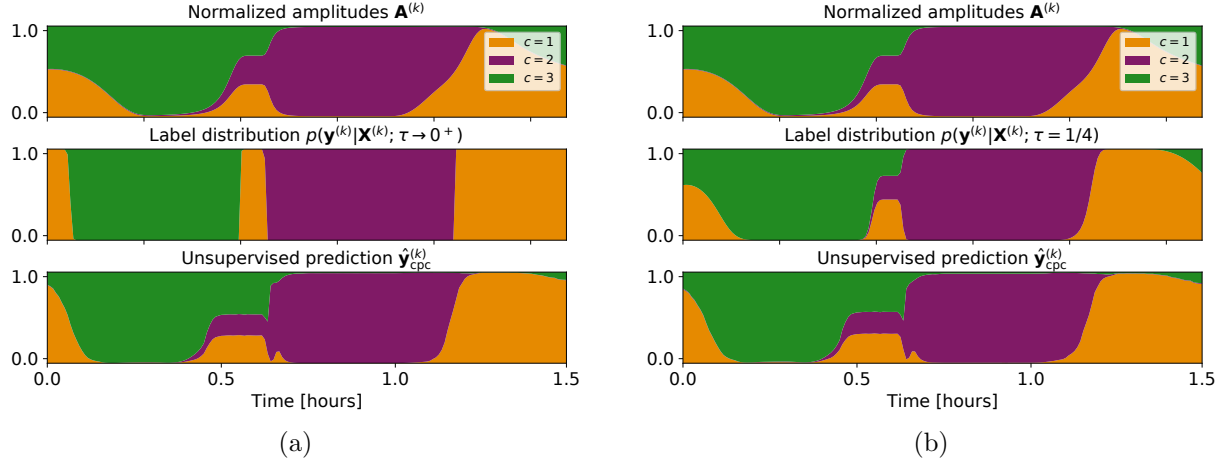 Normalized amplitudes A^(k)
1.0
0.0
c = 1
c = 2
c = 3
Label distribution p(y^(k)|X^(k); τ → 0⁺)
1.0
0.0
Unsupervised prediction ŷ_cpc^(k)
1.0
0.0
0.0 0.5 1.0 1.5
Time [hours]
(a)
Normalized amplitudes A^(k)
1.0
0.0
c = 1
c = 2
c = 3
Label distribution p(y^(k)|X^(k); τ = 1/4)
1.0
0.0
Unsupervised prediction ŷ_cpc^(k)
1.0
0.0
0.0 0.5 1.0 1.5
Time [hours]
(b)